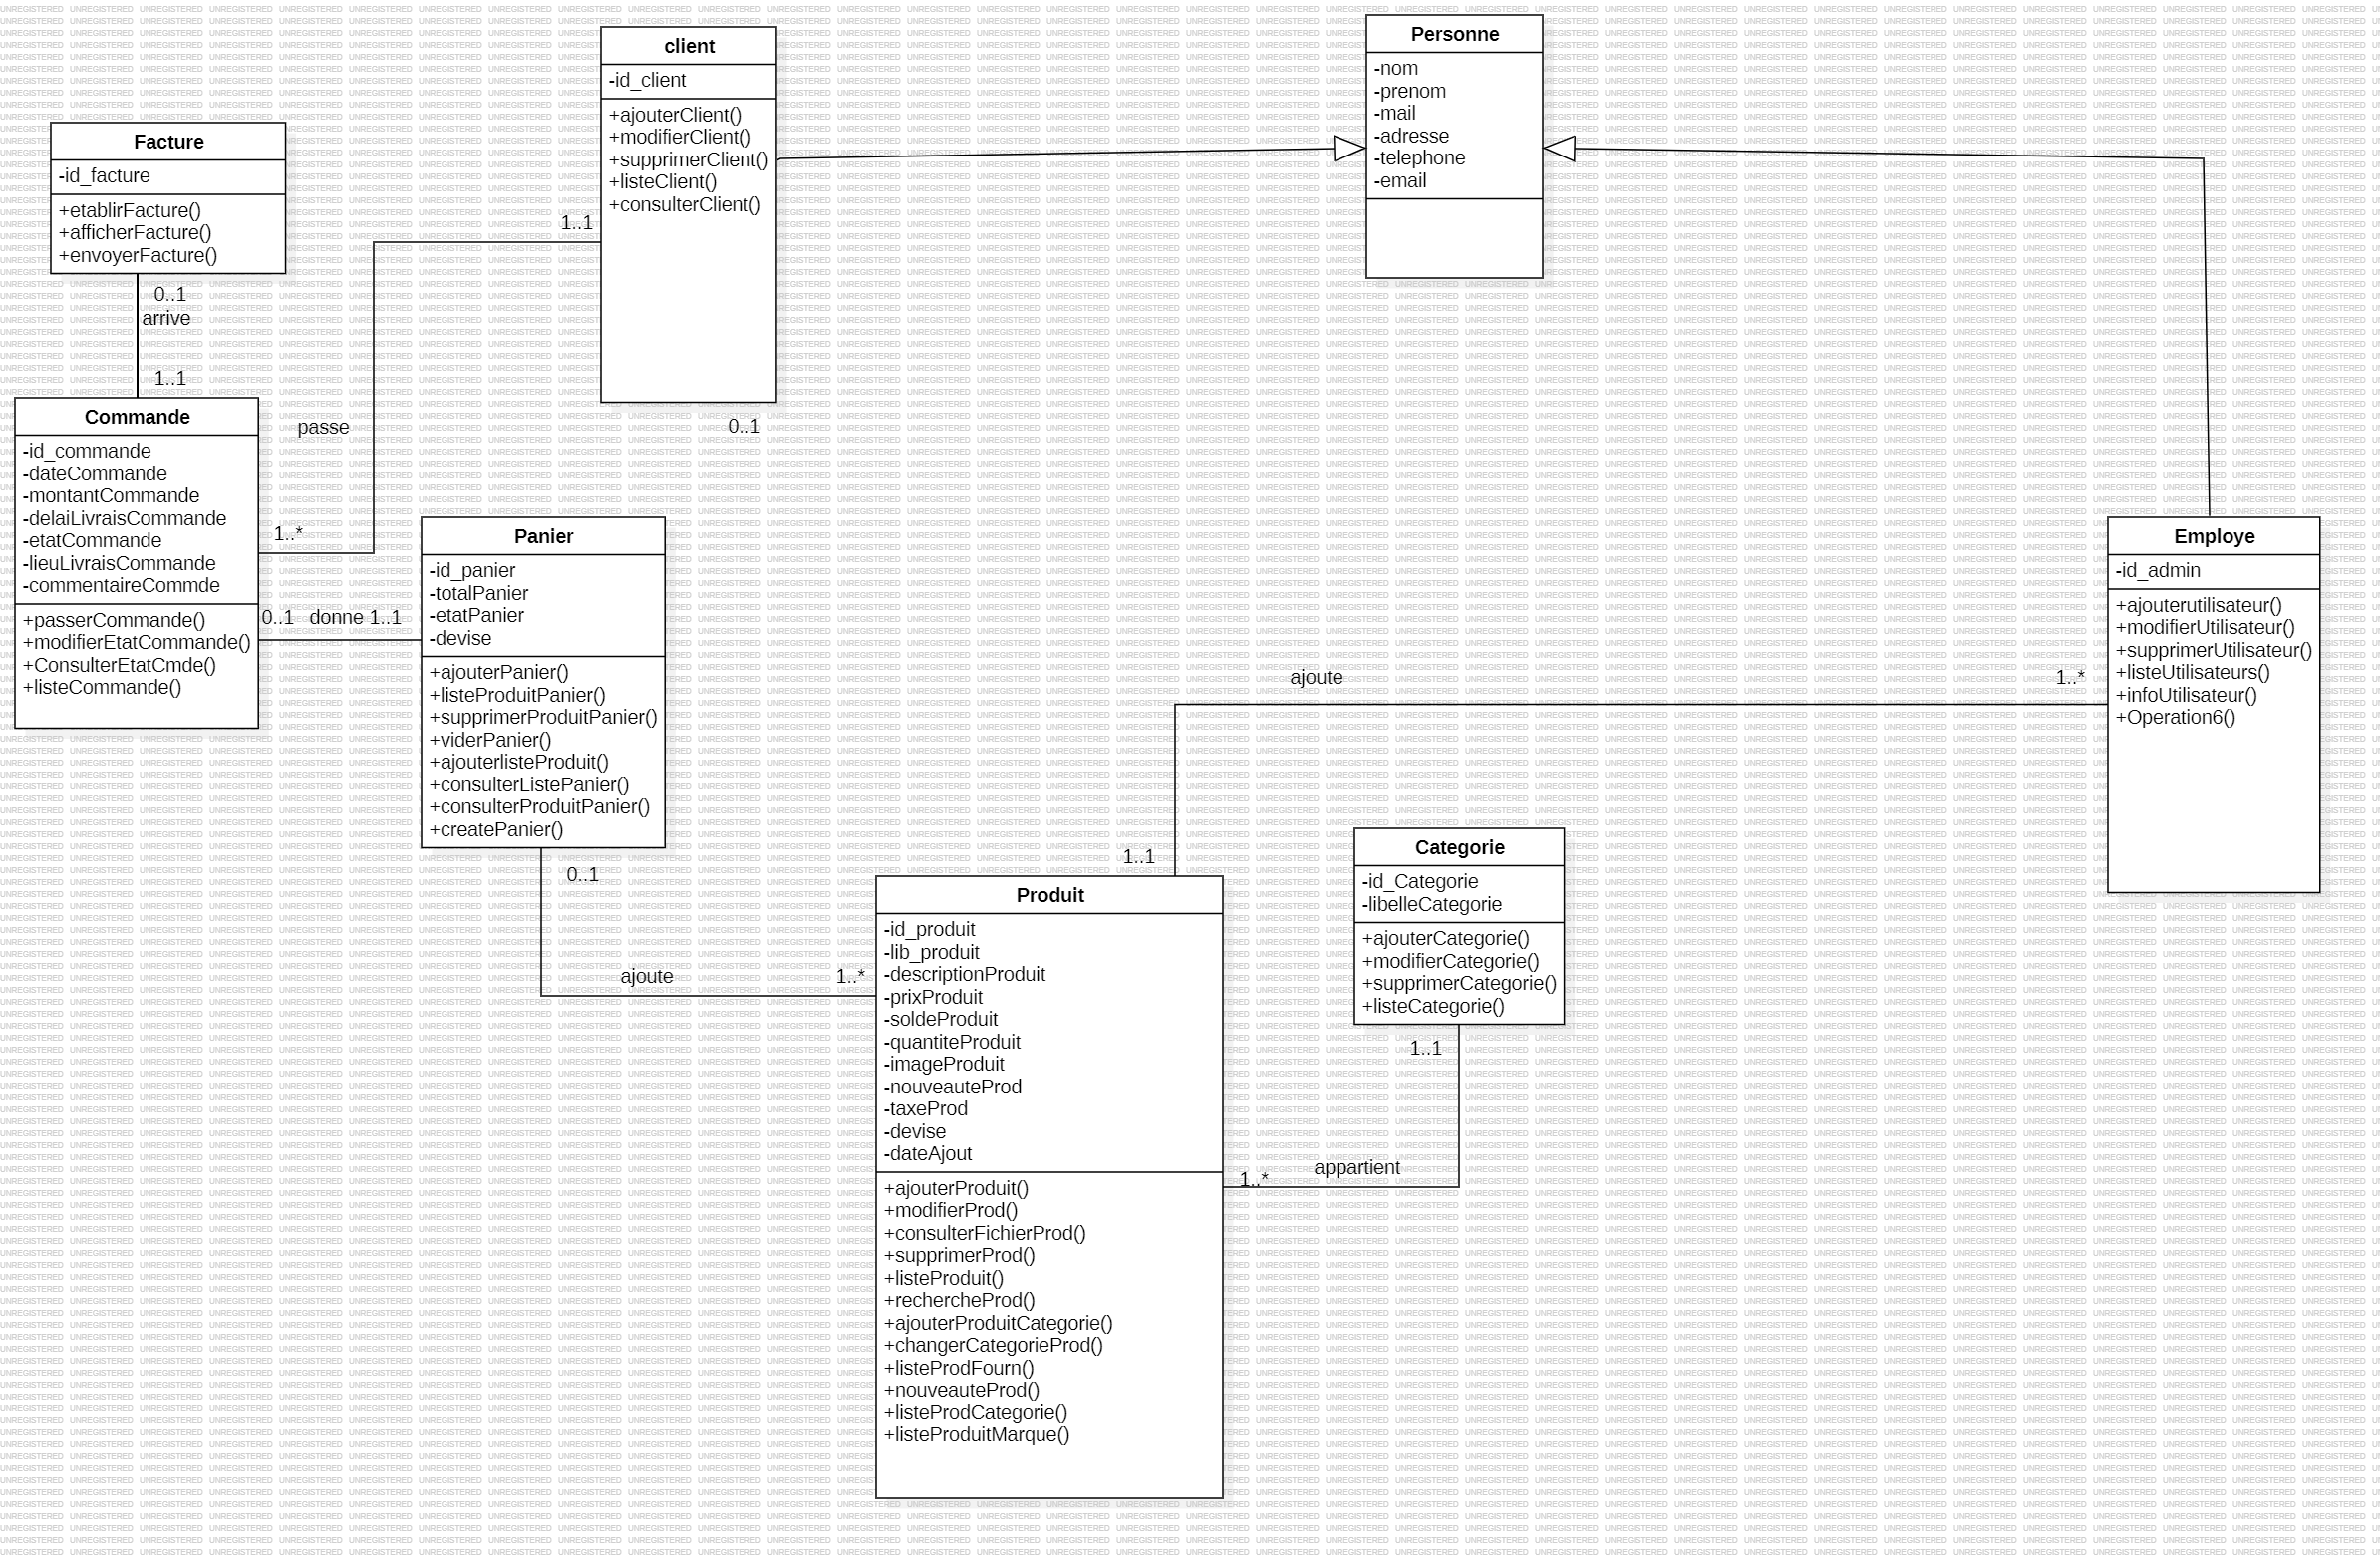 client
-id_client
+ajouterClient()
+modifierClient()
+supprimerClient()
+listeClient()
+consulterClient()
Personne
-nom
-prenom
-mail
-adresse
-telephone
-email
Facture
-id_facture
+etablirFacture()
+afficherFacture()
+envoyerFacture()
1..1
0..1
arrive
1..1
passe
0..1
1..*
Commande
-id_commande
-dateCommande
-montantCommande
-delaiLivraisCommande
-etatCommande
-lieuLivraisCommande
-commentaireCommde
+passerCommande()
+modifierEtatCommande()
+ConsulterEtatCmde()
+listeCommande()
0..1 donne 1..1
Panier
-id_panier
-totalPanier
-etatPanier
-devise
+ajouterPanier()
+listeProduitPanier()
+supprimerProduitPanier()
+viderPanier()
+ajouterlisteProduit()
+consulterListePanier()
+consulterProduitPanier()
+createPanier()
Employe
-id_admin
+ajouterutilisateur()
+modifierUtilisateur()
+supprimerUtilisateur()
+listeUtilisateurs()
+infoUtilisateur()
+Operation6()
ajoute
1..*
1..1
0..1
ajoute
1..*
Produit
-id_produit
-lib_produit
-descriptionProduit
-prixProduit
-soldeProduit
-quantiteProduit
-imageProduit
-nouveauteProd
-taxeProd
-devise
-dateAjout
+ajouterProduit()
+modifierProd()
+consulterFichierProd()
+supprimerProd()
+listeProduit()
+rechercheProd()
+ajouterProduitCategorie()
+changerCategorieProd()
+listeProdFourn()
+nouveauteProd()
+listeProdCategorie()
+listeProduitMarque()
Categorie
-id_Categorie
-libelleCategorie
+ajouterCategorie()
+modifierCategorie()
+supprimerCategorie()
+listeCategorie()
1..1
appartient
1..*
UNREGISTERED